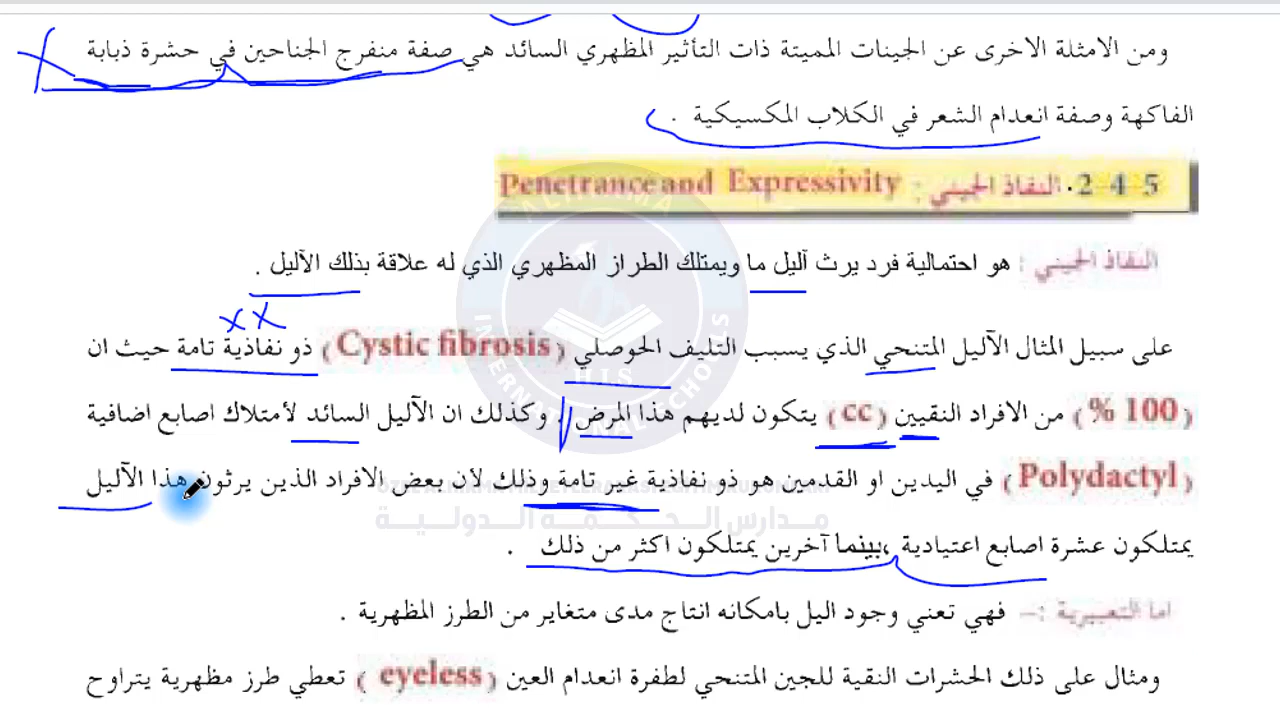 ومن الامثلة الاخرى عن الجينات المميتة ذات التأثير المظهري السائد هي صفة منفرج الجناحين في حشرة ذبابة
الفاكهة وصفة انعدام الشعر في الكلاب المكسيكية .
5-4-2. النفاذ الجيني : Penetrance and Expressivity
النفاذ الجيني : هو احتمالية فرد يرث آليل ما ويمتلك الطراز المظهري الذي له علاقة بذلك الآليل .
على سبيل المثال الآليل المتنحي الذي يسبب التليف الحوصلي (Cystic fibrosis) ذو نفاذية تامة حيث ان
(100 %) من الافراد النقيين (cc) يتكون لديهم هذا المرض . وكذلك ان الآليل السائد لأمتلاك اصابع اضافية
(Polydactyl) في اليدين او القدمين هو ذو نفاذية غير تامة وذلك لان بعض الافراد الذين يرثون هذا الآليل
يمتلكون عشرة اصابع اعتيادية ،بينما آخرين يمتلكون اكثر من ذلك .
اما التعبيرية :– فهي تعني وجود اليل بامكانه انتاج مدى متغاير من الطرز المظهرية .
ومثال على ذلك الحشرات النقية للجين المتنحي لطفرة انعدام العين (eyeless) تعطي طرز مظهرية يتراوح
ALHIKMA
INTERNATIONAL SCHOOLS
HIS
مدارس الحكمة الدولية